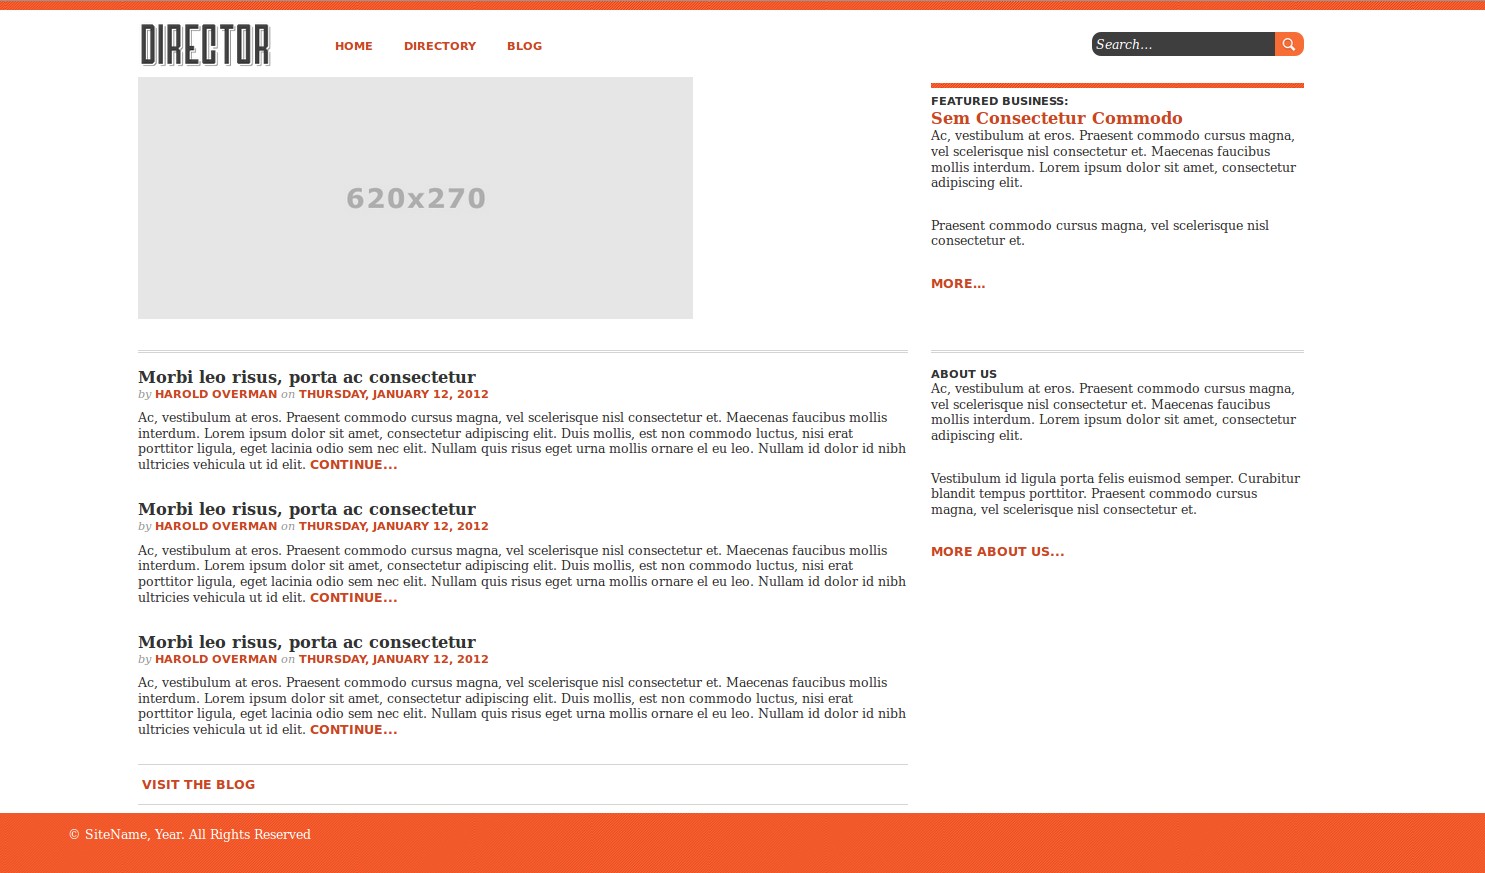 DIRECTOR
HOME DIRECTORY BLOG
Search...
620x270
FEATURED BUSINESS:
Sem Consectetur Commodo
Ac, vestibulum at eros. Praesent commodo cursus magna,
vel scelerisque nisl consectetur et. Maecenas faucibus
mollis interdum. Lorem ipsum dolor sit amet, consectetur
adipiscing elit.
Praesent commodo cursus magna, vel scelerisque nisl
consectetur et.
MORE...
Morbi leo risus, porta ac consectetur
by HAROLD OVERMAN on THURSDAY, JANUARY 12, 2012
Ac, vestibulum at eros. Praesent commodo cursus magna, vel scelerisque nisl consectetur et. Maecenas faucibus mollis
interdum. Lorem ipsum dolor sit amet, consectetur adipiscing elit. Duis mollis, est non commodo luctus, nisi erat
porttitor ligula, eget lacinia odio sem nec elit. Nullam quis risus eget urna mollis ornare el eu leo. Nullam id dolor id nibh
ultricies vehicula ut id elit. CONTINUE...
Morbi leo risus, porta ac consectetur
by HAROLD OVERMAN on THURSDAY, JANUARY 12, 2012
Ac, vestibulum at eros. Praesent commodo cursus magna, vel scelerisque nisl consectetur et. Maecenas faucibus mollis
interdum. Lorem ipsum dolor sit amet, consectetur adipiscing elit. Duis mollis, est non commodo luctus, nisi erat
porttitor ligula, eget lacinia odio sem nec elit. Nullam quis risus eget urna mollis ornare el eu leo. Nullam id dolor id nibh
ultricies vehicula ut id elit. CONTINUE...
Morbi leo risus, porta ac consectetur
by HAROLD OVERMAN on THURSDAY, JANUARY 12, 2012
Ac, vestibulum at eros. Praesent commodo cursus magna, vel scelerisque nisl consectetur et. Maecenas faucibus mollis
interdum. Lorem ipsum dolor sit amet, consectetur adipiscing elit. Duis mollis, est non commodo luctus, nisi erat
porttitor ligula, eget lacinia odio sem nec elit. Nullam quis risus eget urna mollis ornare el eu leo. Nullam id dolor id nibh
ultricies vehicula ut id elit. CONTINUE...
VISIT THE BLOG
ABOUT US
Ac, vestibulum at eros. Praesent commodo cursus magna,
vel scelerisque nisl consectetur et. Maecenas faucibus
mollis interdum. Lorem ipsum dolor sit amet, consectetur
adipiscing elit.
Vestibulum id ligula porta felis euismod semper. Curabitur
blandit tempus porttitor. Praesent commodo cursus
magna, vel scelerisque nisl consectetur et.
MORE ABOUT US...
© SiteName, Year. All Rights Reserved